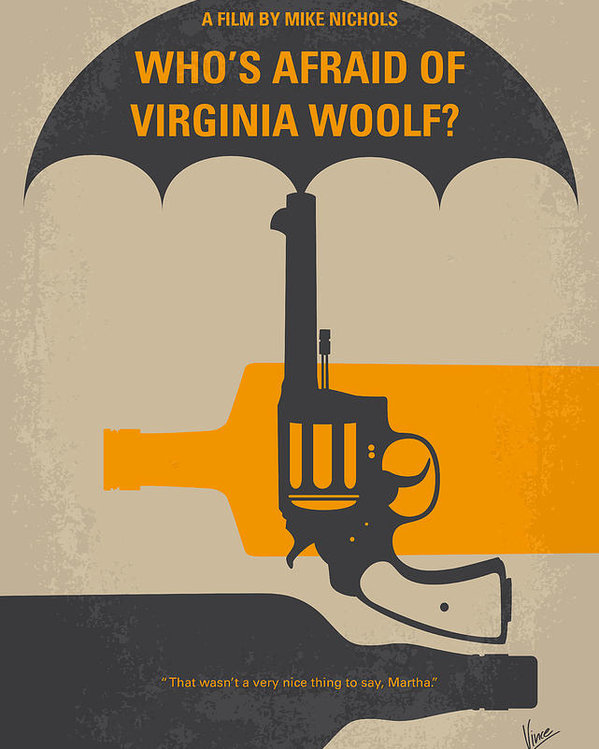 A FILM BY MIKE NICHOLS
WHO’S AFRAID OF
VIRGINIA WOOLF?
“That wasn’t a very nice thing to say, Martha.”
Vince